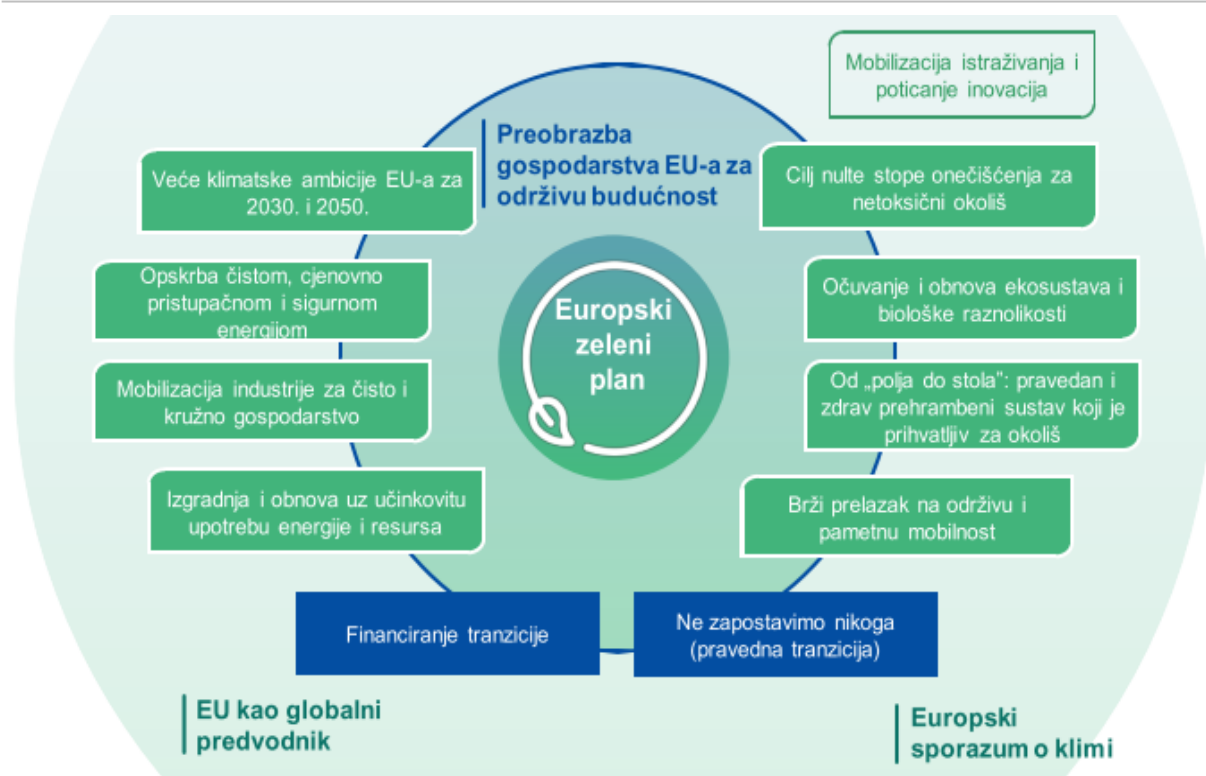 Mobilizacija istraživanja i
poticanje inovacija
Preobrazba
gospodarstva EU-a za
održivu budućnost
Veće klimatske ambicije EU-a za
2030. i 2050.
Cilj nulte stope onečišćenja za
netoksični okoliš
Opskrba čistom, cjenovno
pristupačnom i sigurnom
energijom
Očuvanje i obnova ekosustava i
biološke raznolikosti
Europski
zeleni
plan
Mobilizacija industrije za čisto i
kružno gospodarstvo
Od „polja do stola”: pravedan i
zdrav prehrambeni sustav koji je
prihvatljiv za okoliš
Izgradnja i obnova uz učinkovitu
upotrebu energije i resursa
Brži prelazak na održivu i
pametnu mobilnost
Financiranje tranzicije
Ne zapostavimo nikoga
(pravedna tranzicija)
EU kao globalni
predvodnik
Europski
sporazum o klimi